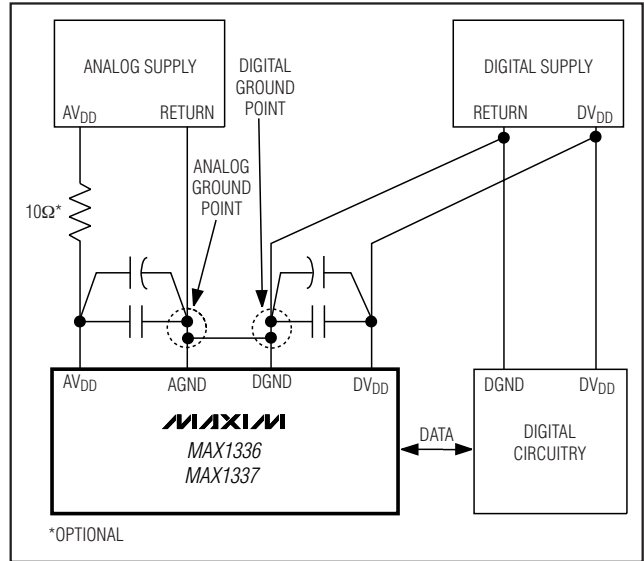 ANALOG SUPPLY
AVDD
RETURN
DIGITAL
GROUND
POINT
DIGITAL SUPPLY
RETURN
DVDD
10Ω*
ANALOG
GROUND
POINT
AVDD
AGND
DGND
DVDD
MAXIM
MAX1336
MAX1337
DATA
DGND
DVDD
DIGITAL
CIRCUITRY
*OPTIONAL